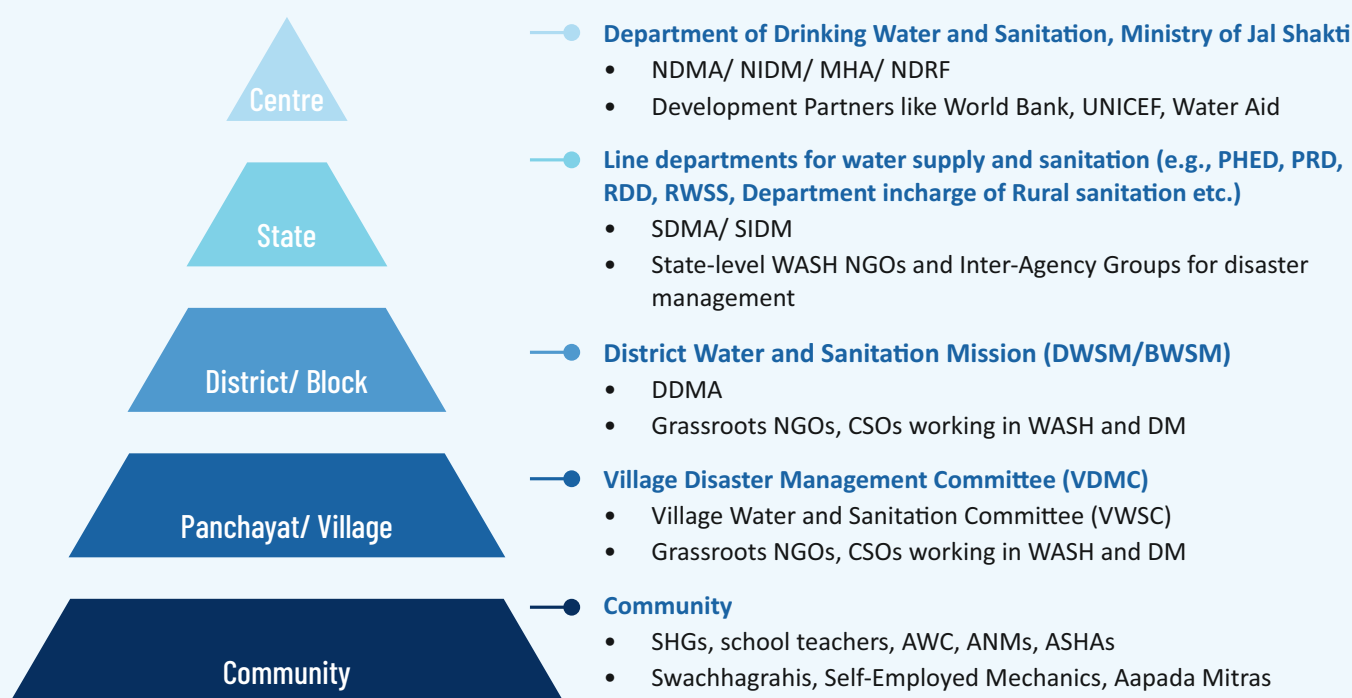 Centre
Department of Drinking Water and Sanitation, Ministry of Jal Shakti
• NDMA/ NIDM/ MHA/ NDRF
• Development Partners like World Bank, UNICEF, Water Aid
State
Line departments for water supply and sanitation (e.g., PHED, PRD,
RDD, RWSS, Department incharge of Rural sanitation etc.)
• SDMA/ SIDM
• State-level WASH NGOs and Inter-Agency Groups for disaster
management
District/ Block
District Water and Sanitation Mission (DWSM/BWSM)
• DDMA
• Grassroots NGOs, CSOs working in WASH and DM
Panchayat/ Village
Village Disaster Management Committee (VDMC)
• Village Water and Sanitation Committee (VWSC)
• Grassroots NGOs, CSOs working in WASH and DM
Community
Community
• SHGs, school teachers, AWC, ANMs, ASHAs
• Swachhagrahis, Self-Employed Mechanics, Aapada Mitras